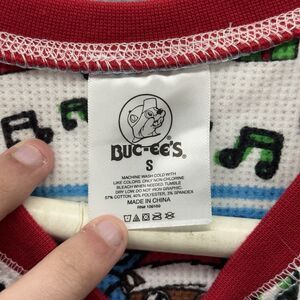 BUC-EE'S®
S
MACHINE WASH COLD WITH
LIKE COLORS, ONLY NON-CHLORINE
BLEACH WHEN NEEDED. TUMBLE
DRY LOW. DO NOT IRON GRAPHIC.
57% COTTON, 40% POLYESTER, 3% SPANDEX
MADE IN CHINA